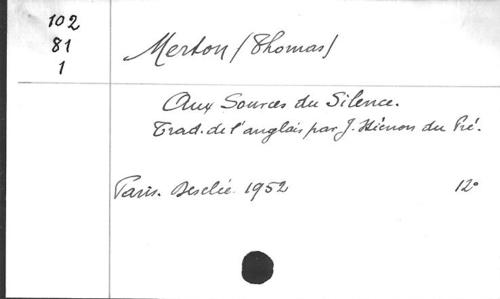 102
81
1
Merton (Thomas)
Aux Sources du Silence.
Trad. de l'anglais par J. Stiénon du Pré.
Paris. Desclée. 1952 12°